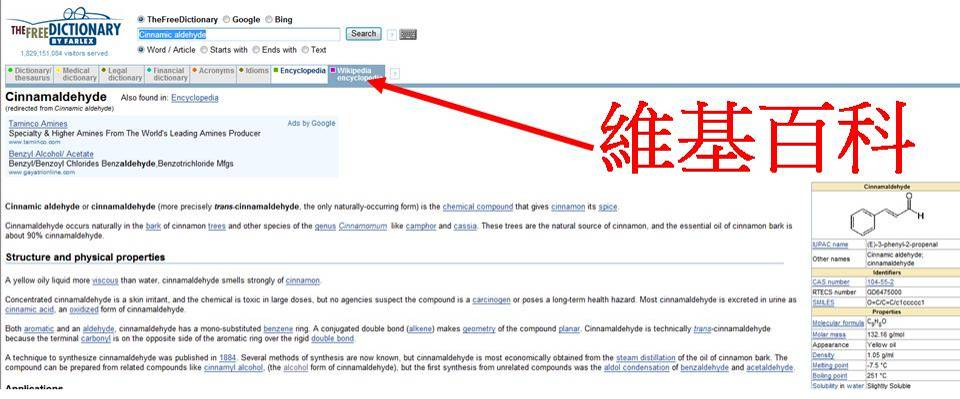 THE FREE DICTIONARY
BY FARLEX
1,829,151,084 visitors served.
TheFreeDictionary Google Bing
Cinnamic aldehyde Search ?
Word / Article Starts with Ends with Text
Dictionary/ thesaurus Medical dictionary Legal dictionary Financial dictionary Acronyms Idioms Encyclopedia Wikipedia encyclopedia ?
維基百科
Cinnamaldehyde Also found in: Encyclopedia
(redirected from Cinnamic aldehyde)
Taminco Amines Ads by Google
Specialty & Higher Amines From The World's Leading Amines Producer
www.taminco.com
Benzyl Alcohol/ Acetate
Benzyl/Benzoyl Chlorides Benzaldehyde,Benzotrichloride Mfgs
www.gayatrionline.com
Cinnamic aldehyde or cinnamaldehyde (more precisely trans-cinnamaldehyde, the only naturally-occurring form) is the chemical compound that gives cinnamon its spice.
Cinnamaldehyde occurs naturally in the bark of cinnamon trees and other species of the genus Cinnamomum like camphor and cassia. These trees are the natural source of cinnamon, and the essential oil of cinnamon bark is
about 90% cinnamaldehyde.
Structure and physical properties
A yellow oily liquid more viscous than water, cinnamaldehyde smells strongly of cinnamon.
Concentrated cinnamaldehyde is a skin irritant, and the chemical is toxic in large doses, but no agencies suspect the compound is a carcinogen or poses a long-term health hazard. Most cinnamaldehyde is excreted in urine as
cinnamic acid, an oxidized form of cinnamaldehyde.
Both aromatic and an aldehyde, cinnamaldehyde has a mono-substituted benzene ring. A conjugated double bond (alkene) makes geometry of the compound planar. Cinnamaldehyde is technically trans-cinnamaldehyde
because the terminal carbonyl is on the opposite side of the aromatic ring over the rigid double bond.
A technique to synthesize cinnamaldehyde was published in 1884. Several methods of synthesis are now known, but cinnamaldehyde is most economically obtained from the steam distillation of the oil of cinnamon bark. The
compound can be prepared from related compounds like cinnamyl alcohol, (the alcohol form of cinnamaldehyde), but the first synthesis from unrelated compounds was the aldol condensation of benzaldehyde and acetaldehyde.
Applications
Cinnamaldehyde
O
H
IUPAC name (E)-3-phenyl-2-propenal
Other names Cinnamic aldehyde;
cinnamaldehyde
Identifiers
CAS number 104-55-2
RTECS number GD6475000
SMILES O=C/C=C/c1ccccc1
Properties
Molecular formula C₉H₈O
Molar mass 132.16 g/mol
Appearance Yellow oil
Density 1.05 g/ml
Melting point -7.5 °C
Boiling point 251 °C
Solubility in water Slightly Soluble